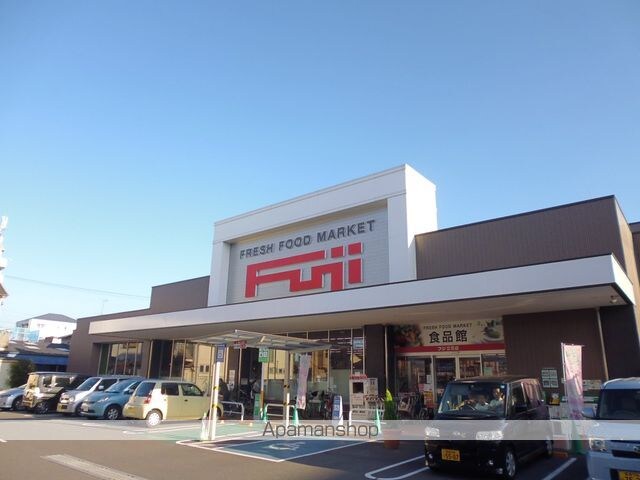 FRESH FOOD MARKET
Fuji
FRESH FOOD MARKET
食品館
Apamanshop